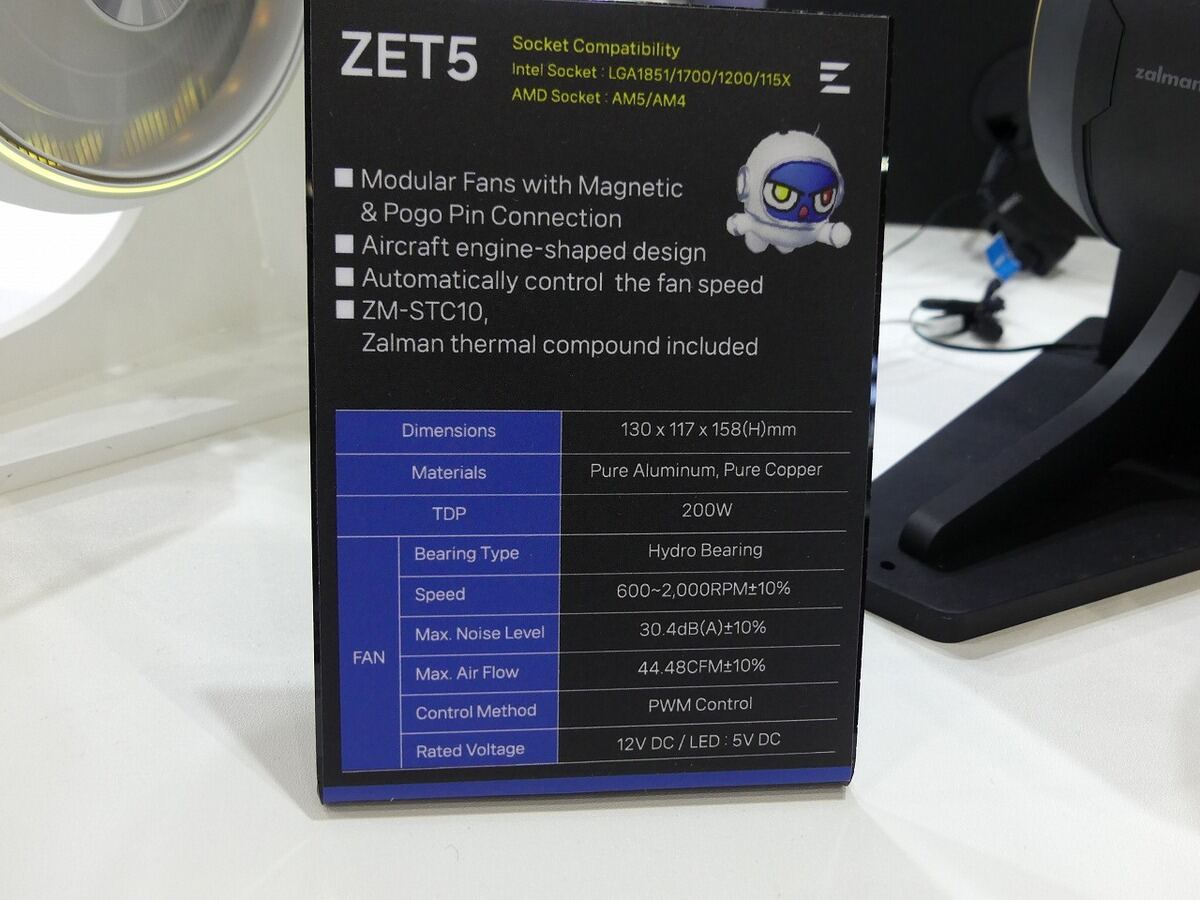 ZET5
Socket Compatibility
Intel Socket : LGA1851/1700/1200/115X
AMD Socket : AM5/AM4
Modular Fans with Magnetic
& Pogo Pin Connection
Aircraft engine-shaped design
Automatically control the fan speed
ZM-STC10,
Zalman thermal compound included
Dimensions 130 x 117 x 158(H)mm
Materials Pure Aluminum, Pure Copper
TDP 200W
FAN
Bearing Type Hydro Bearing
Speed 600~2,000RPM±10%
Max. Noise Level 30.4dB(A)±10%
Max. Air Flow 44.48CFM±10%
Control Method PWM Control
Rated Voltage 12V DC / LED : 5V DC
zalman